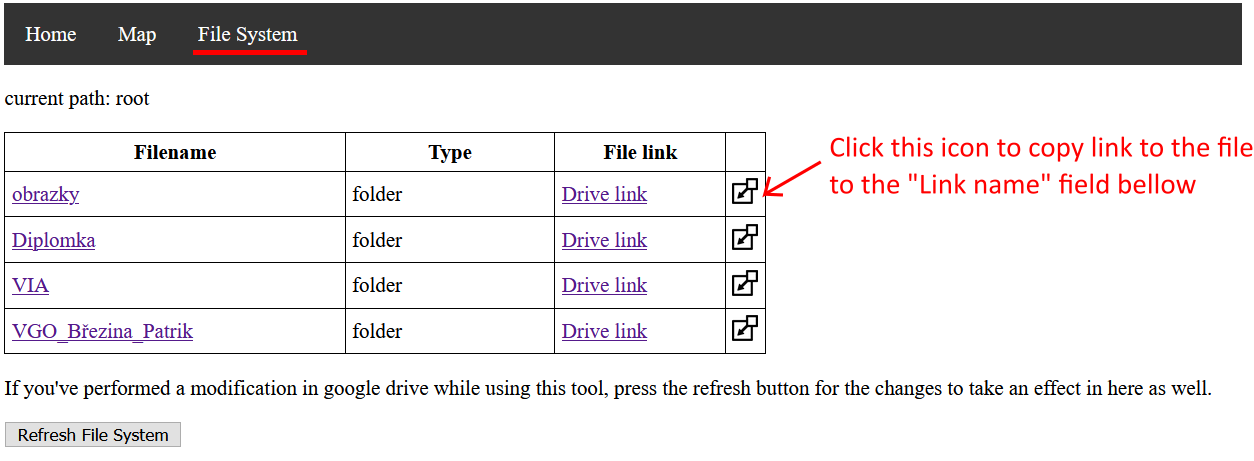 Home Map File System
current path: root
Filename Type File link
Click this icon to copy link to the file
to the "Link name" field bellow
obrazky folder Drive link
Diplomka folder Drive link
VIA folder Drive link
VGO_Březina_Patrik folder Drive link
If you've performed a modification in google drive while using this tool, press the refresh button for the changes to take an effect in here as well.
Refresh File System